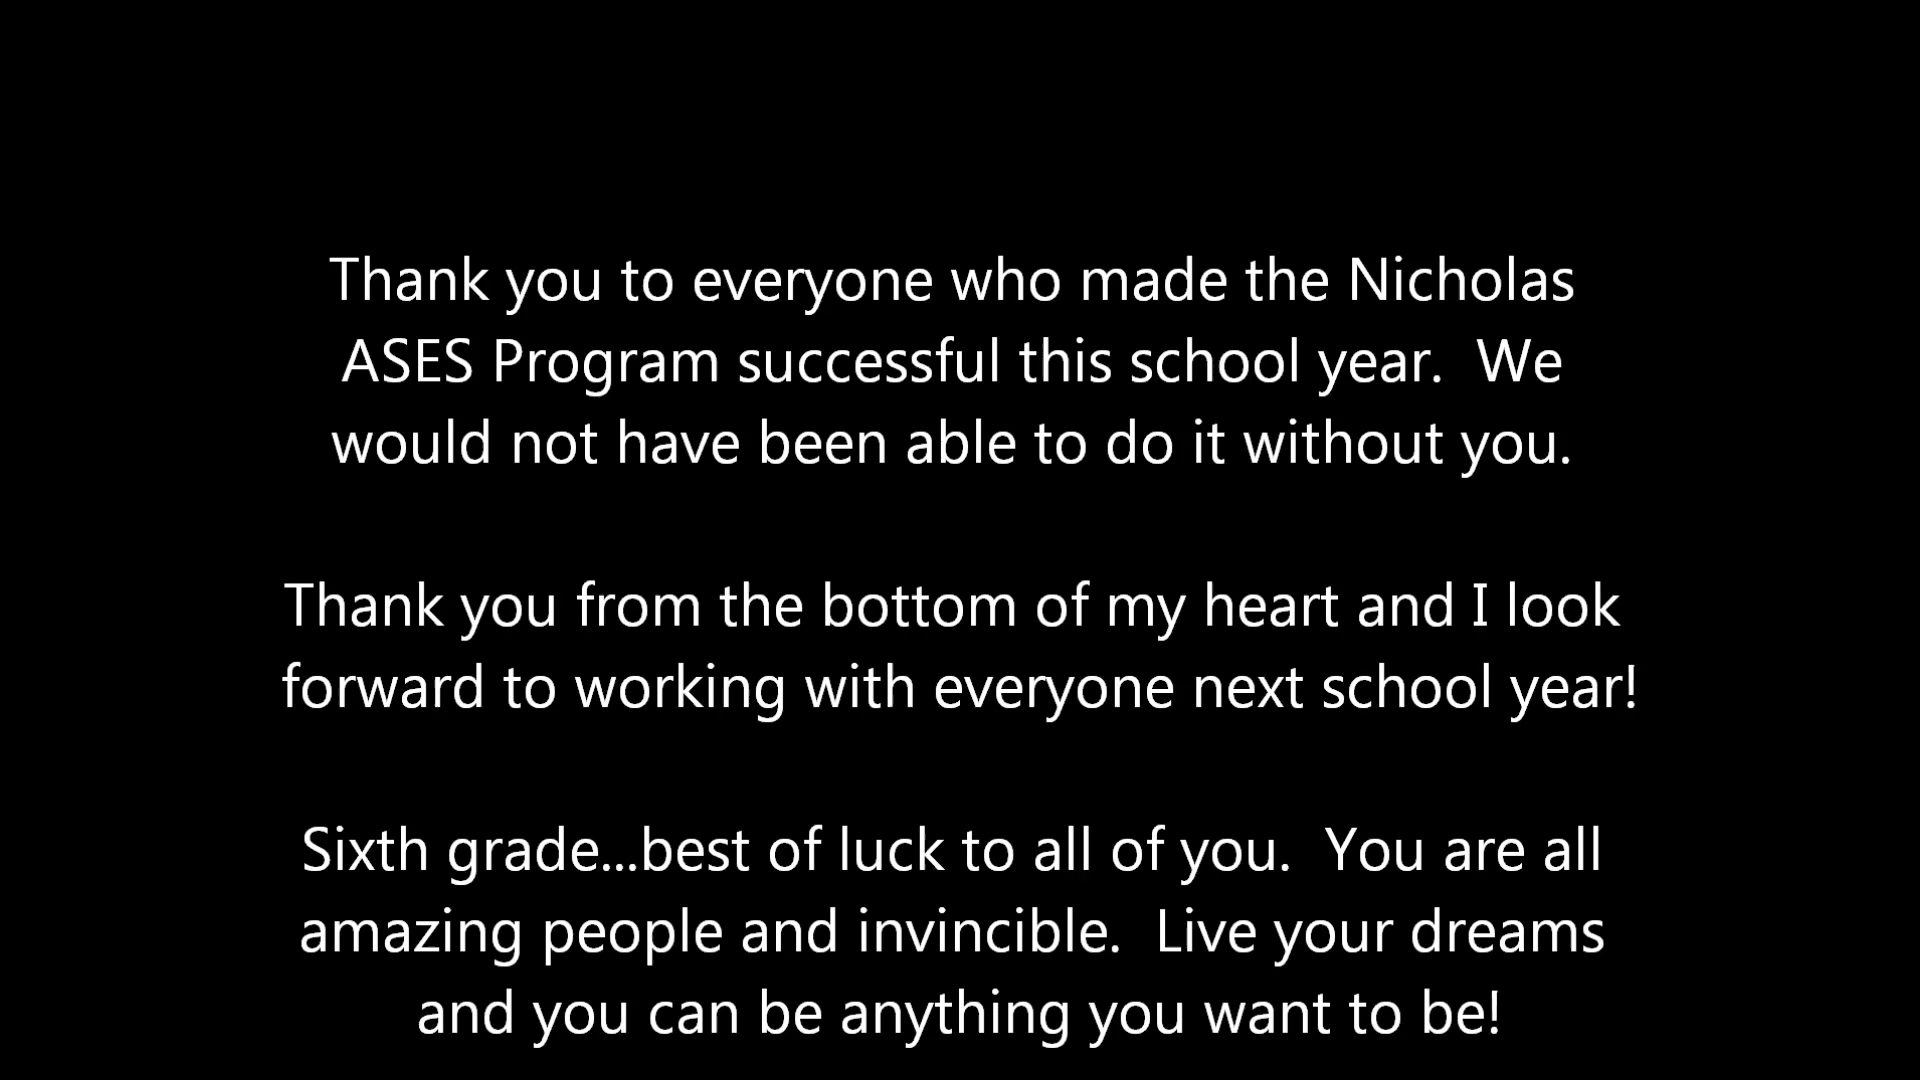 Thank you to everyone who made the Nicholas
ASES Program successful this school year.  We
would not have been able to do it without you.
Thank you from the bottom of my heart and I look
forward to working with everyone next school year!
Sixth grade...best of luck to all of you.  You are all
amazing people and invincible.  Live your dreams
and you can be anything you want to be!